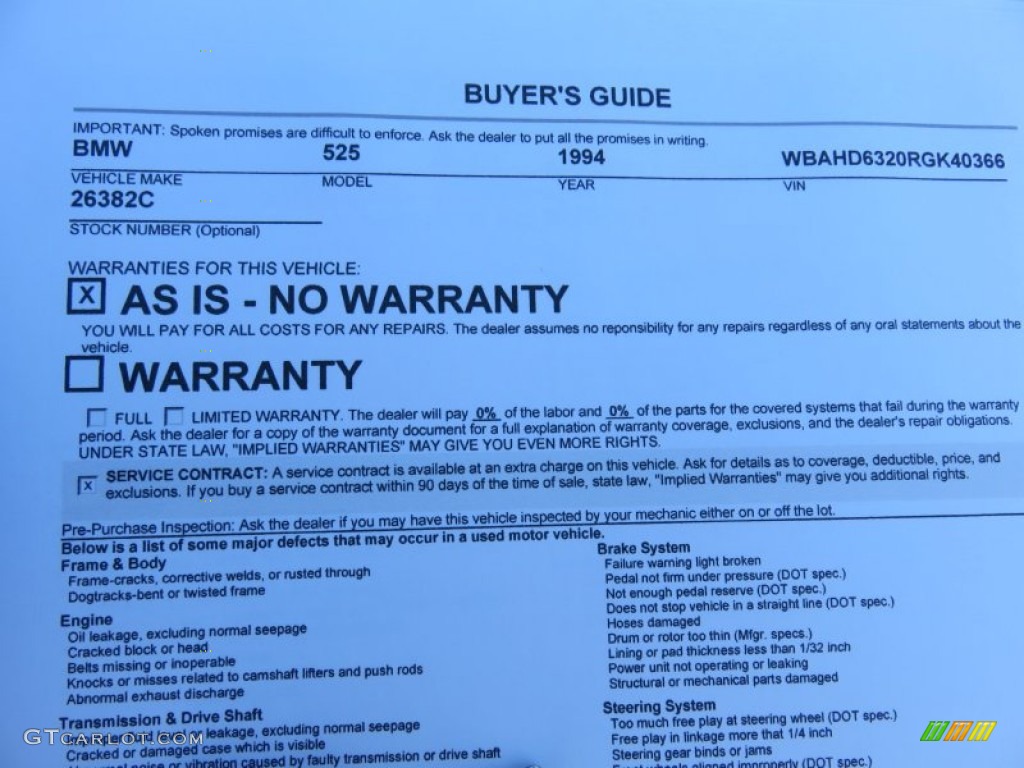 BUYER'S GUIDE
IMPORTANT: Spoken promises are difficult to enforce. Ask the dealer to put all the promises in writing.
BMW 525 1994 WBAHD6320RGK40366
VEHICLE MAKE MODEL YEAR VIN
26382C
STOCK NUMBER (Optional)
WARRANTIES FOR THIS VEHICLE:
X AS IS - NO WARRANTY
YOU WILL PAY FOR ALL COSTS FOR ANY REPAIRS. The dealer assumes no reponsibility for any repairs regardless of any oral statements about the
vehicle.
WARRANTY
FULL LIMITED WARRANTY. The dealer will pay 0% of the labor and 0% of the parts for the covered systems that fail during the warranty
period. Ask the dealer for a copy of the warranty document for a full explanation of warranty coverage, exclusions, and the dealer's repair obligations.
UNDER STATE LAW, "IMPLIED WARRANTIES" MAY GIVE YOU EVEN MORE RIGHTS.
X SERVICE CONTRACT: A service contract is available at an extra charge on this vehicle. Ask for details as to coverage, deductible, price, and
exclusions. If you buy a service contract within 90 days of the time of sale, state law, "Implied Warranties" may give you additional rights.
Pre-Purchase Inspection: Ask the dealer if you may have this vehicle inspected by your mechanic either on or off the lot.
Below is a list of some major defects that may occur in a used motor vehicle.
Frame & Body
Frame-cracks, corrective welds, or rusted through
Dogtracks-bent or twisted frame
Engine
Oil leakage, excluding normal seepage
Cracked block or head
Belts missing or inoperable
Knocks or misses related to camshaft lifters and push rods
Abnormal exhaust discharge
Transmission & Drive Shaft
leakage, excluding normal seepage
Cracked or damaged case which is visible
Abnormal noise or vibration caused by faulty transmission or drive shaft
Brake System
Failure warning light broken
Pedal not firm under pressure (DOT spec.)
Not enough pedal reserve (DOT spec.)
Does not stop vehicle in a straight line (DOT spec.)
Hoses damaged
Drum or rotor too thin (Mfgr. specs.)
Lining or pad thickness less than 1/32 inch
Power unit not operating or leaking
Structural or mechanical parts damaged
Steering System
Too much free play at steering wheel (DOT spec.)
Free play in linkage more that 1/4 inch
Steering gear binds or jams
Front wheels aligned improperly (DOT spec.)
GTcarlot.com